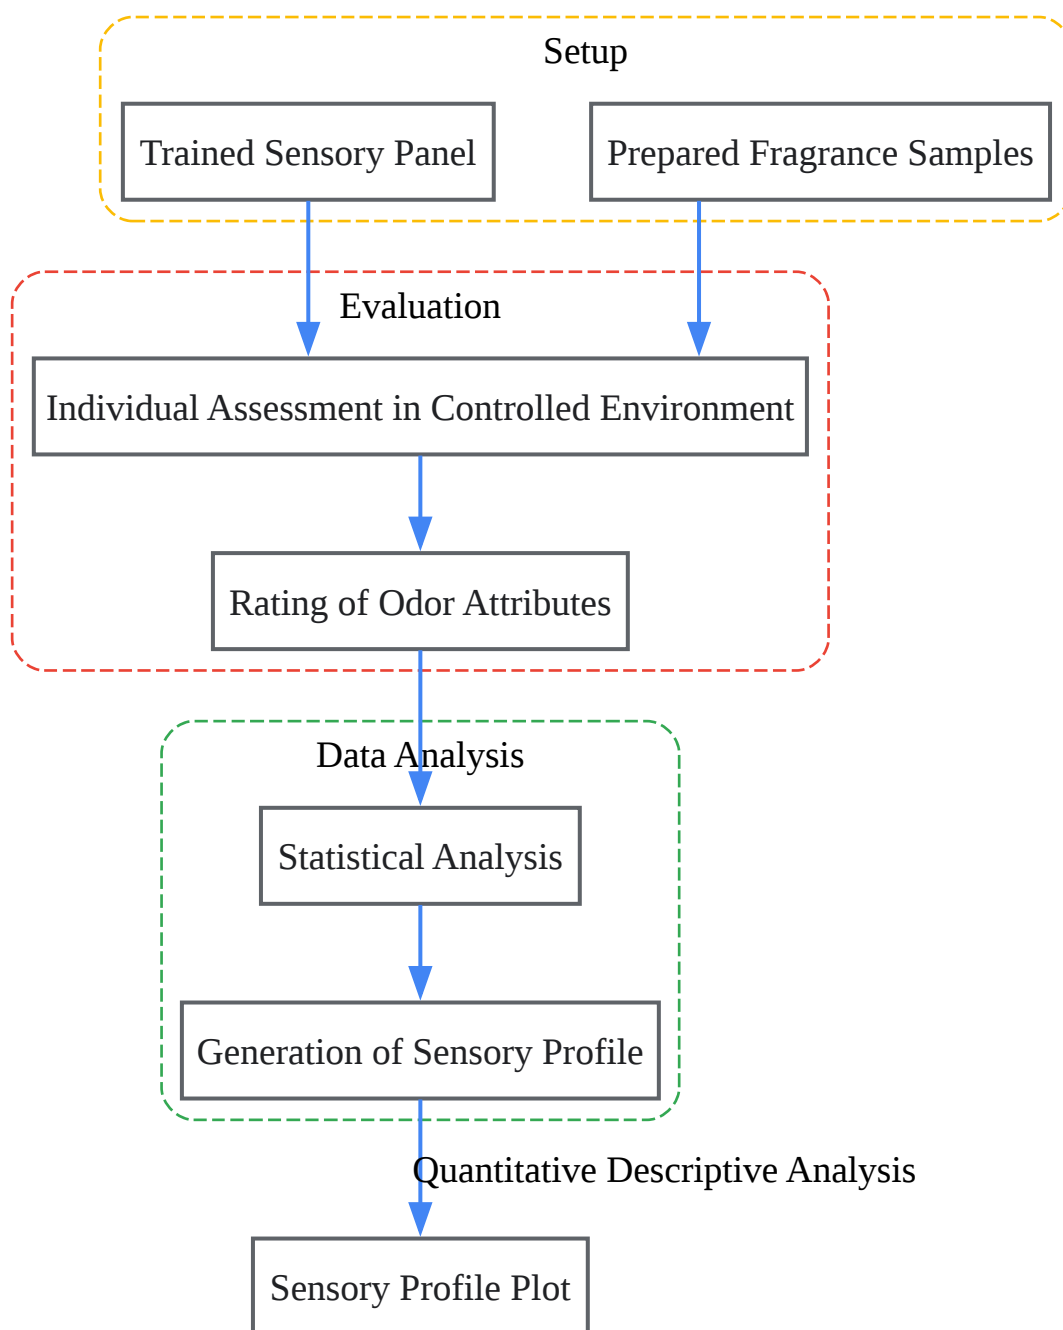 Setup
Trained Sensory Panel
Prepared Fragrance Samples
Evaluation
Individual Assessment in Controlled Environment
Rating of Odor Attributes
Data Analysis
Statistical Analysis
Generation of Sensory Profile
Quantitative Descriptive Analysis
Sensory Profile Plot